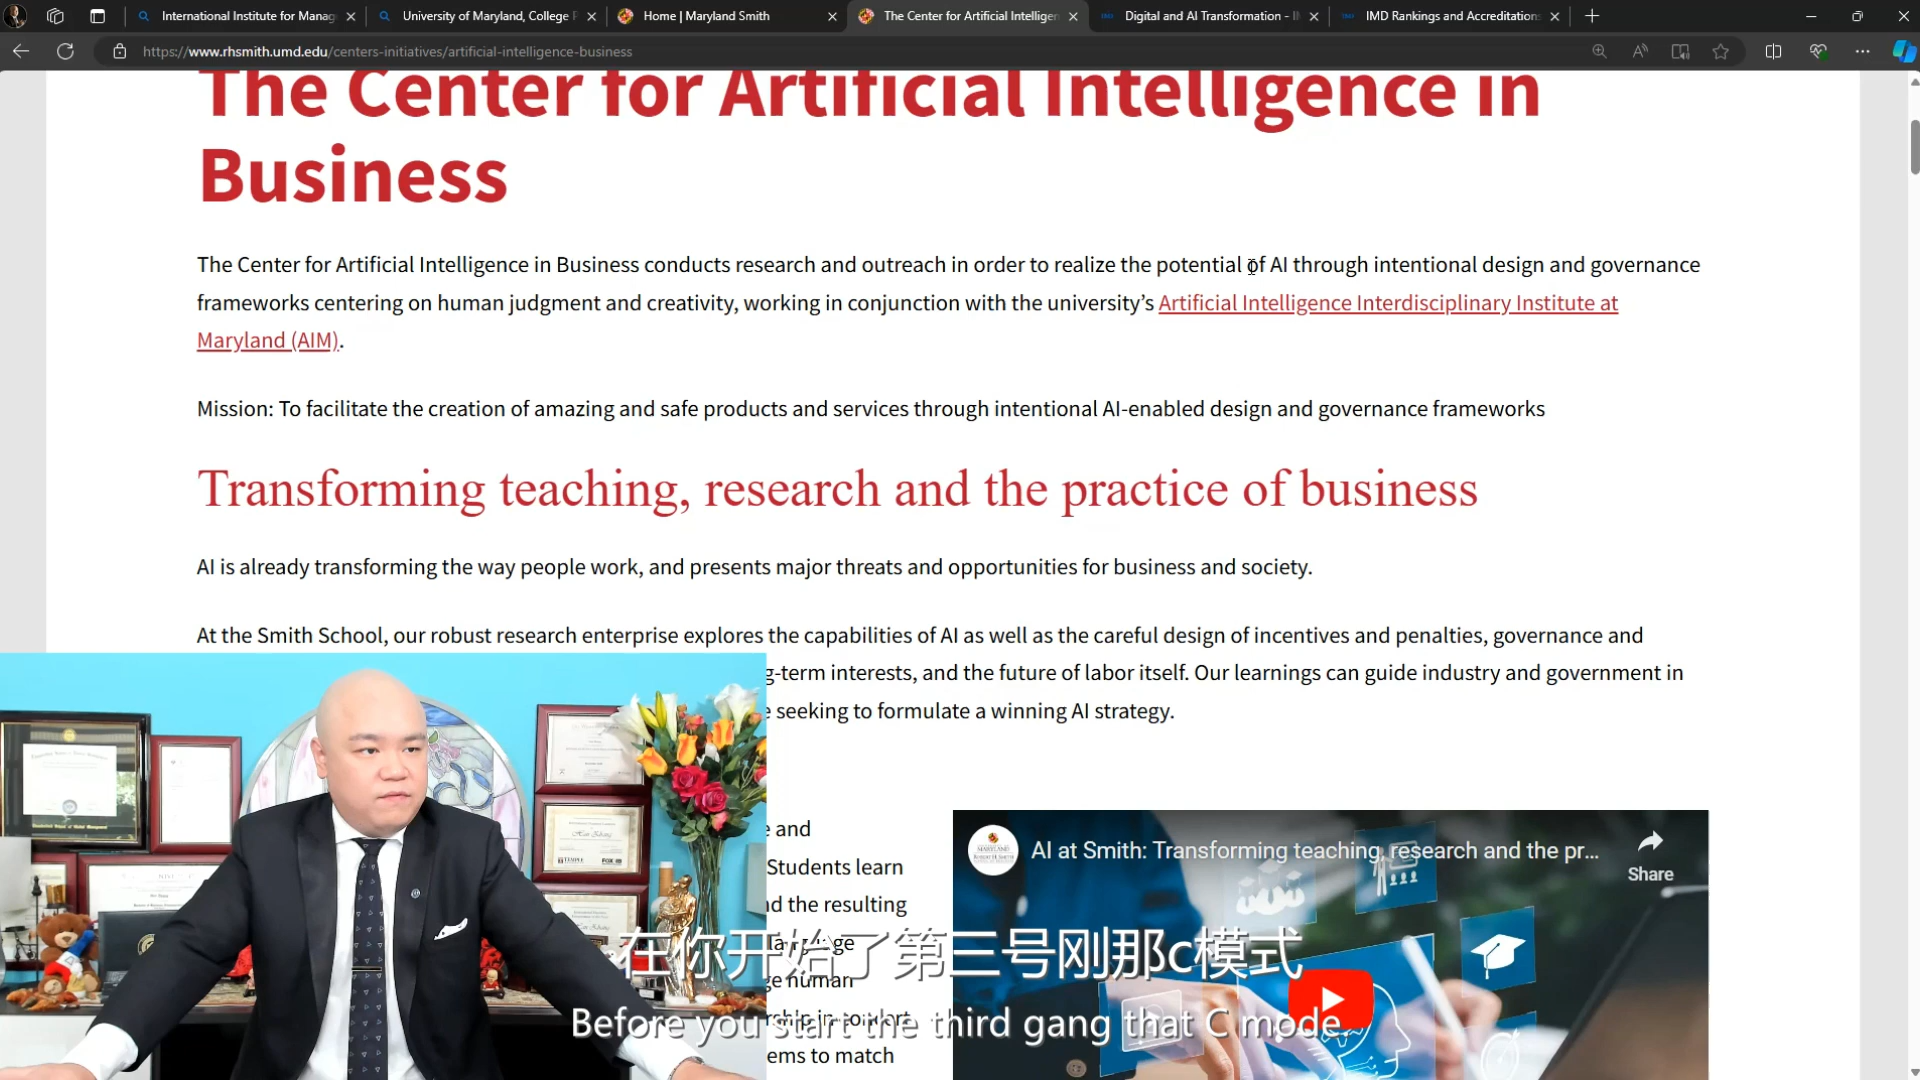 International Institute for Manag
University of Maryland, College P
Home | Maryland Smith
The Center for Artificial Intelligen
Digital and AI Transformation - I
IMD Rankings and Accreditation
https://www.rhsmith.umd.edu/centers-initiatives/artificial-intelligence-business
The Center for Artificial Intelligence in
Business
The Center for Artificial Intelligence in Business conducts research and outreach in order to realize the potential of AI through intentional design and governance
frameworks centering on human judgment and creativity, working in conjunction with the university’s Artificial Intelligence Interdisciplinary Institute at
Maryland (AIM).
Mission: To facilitate the creation of amazing and safe products and services through intentional AI-enabled design and governance frameworks
Transforming teaching, research and the practice of business
AI is already transforming the way people work, and presents major threats and opportunities for business and society.
At the Smith School, our robust research enterprise explores the capabilities of AI as well as the careful design of incentives and penalties, governance and
g-term interests, and the future of labor itself. Our learnings can guide industry and government in
e seeking to formulate a winning AI strategy.
e and
Students learn
d the resulting
ge human
ems to match
AI at Smith: Transforming teaching, research and the pr...
Share
在你开始了第三号刚那c模式
Before you start the third gang that C mode.